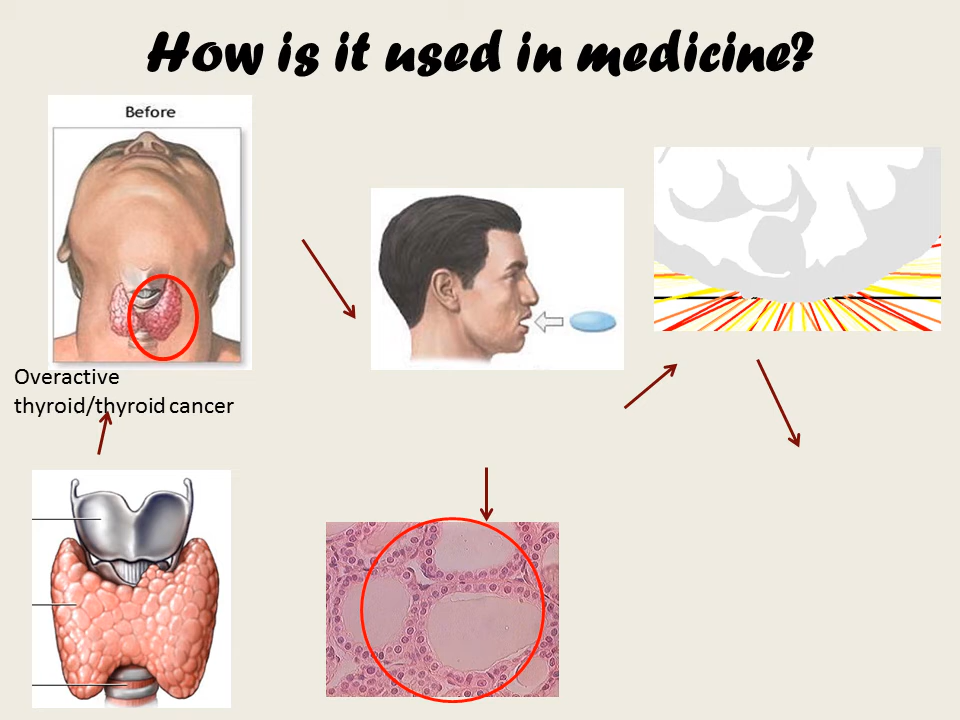 How is it used in medicine?
Before
Overactive
thyroid/thyroid cancer